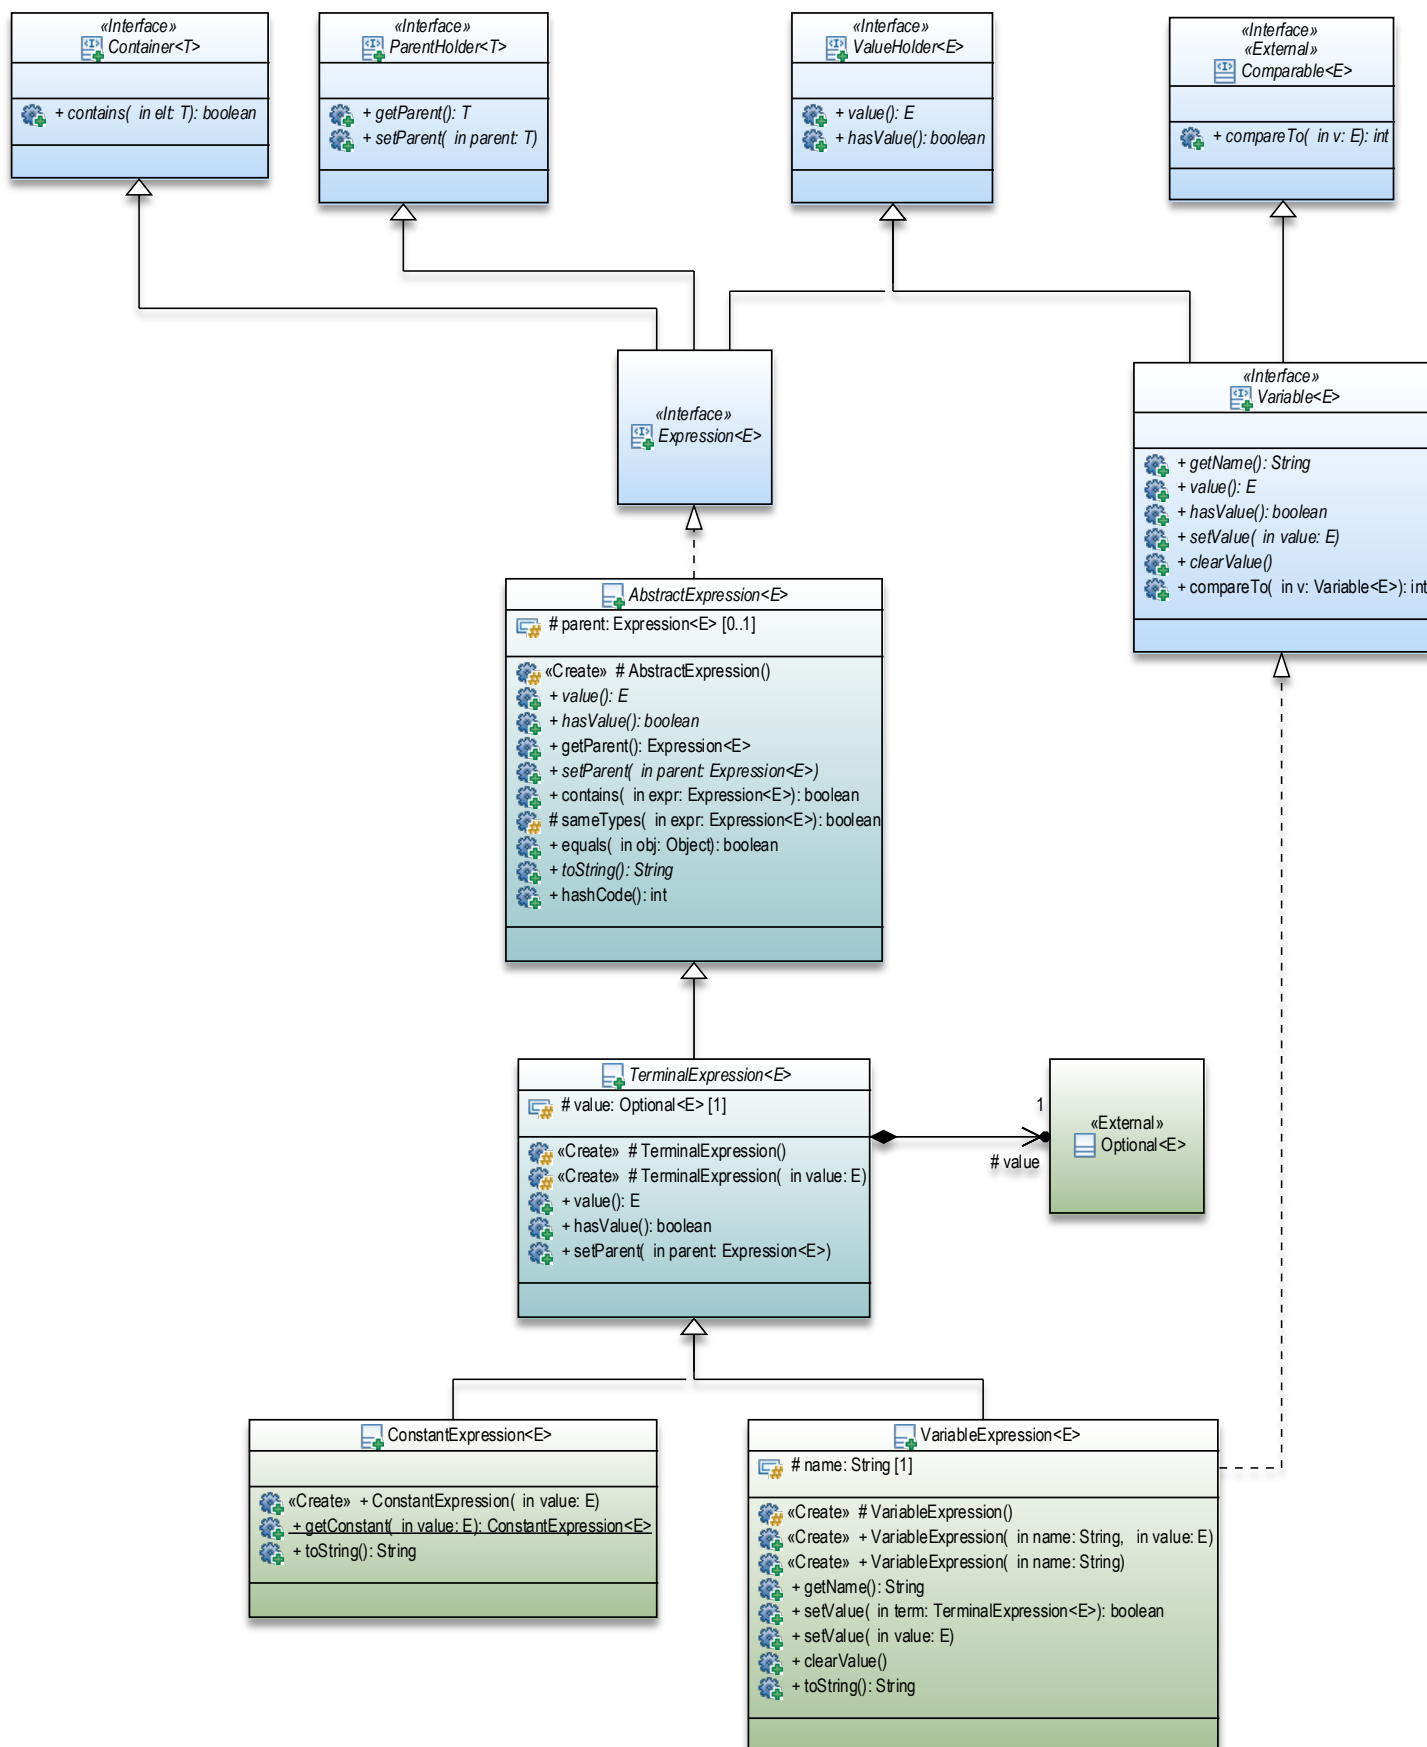 «Interface»
Container<T>
+ contains( in elt: T): boolean
«Interface»
ParentHolder<T>
+ getParent(): T
+ setParent( in parent: T)
«Interface»
ValueHolder<E>
+ value(): E
+ hasValue(): boolean
«Interface»
«External»
Comparable<E>
+ compareTo( in v: E): int
«Interface»
Expression<E>
«Interface»
Variable<E>
+ getName(): String
+ value(): E
+ hasValue(): boolean
+ setValue( in value: E)
+ clearValue()
+ compareTo( in v: Variable<E>): int
AbstractExpression<E>
# parent: Expression<E> [0..1]
«Create» # AbstractExpression()
+ value(): E
+ hasValue(): boolean
+ getParent(): Expression<E>
+ setParent( in parent: Expression<E>)
+ contains( in expr: Expression<E>): boolean
# sameTypes( in expr: Expression<E>): boolean
+ equals( in obj: Object): boolean
+ toString(): String
+ hashCode(): int
TerminalExpression<E>
# value: Optional<E> [1]
«Create» # TerminalExpression()
«Create» # TerminalExpression( in value: E)
+ value(): E
+ hasValue(): boolean
+ setParent( in parent: Expression<E>)
1
# value
«External»
Optional<E>
ConstantExpression<E>
«Create» + ConstantExpression( in value: E)
+ getConstant( in value: E): ConstantExpression<E>
+ toString(): String
VariableExpression<E>
# name: String [1]
«Create» # VariableExpression()
«Create» + VariableExpression( in name: String, in value: E)
«Create» + VariableExpression( in name: String)
+ getName(): String
+ setValue( in term: TerminalExpression<E>): boolean
+ setValue( in value: E)
+ clearValue()
+ toString(): String